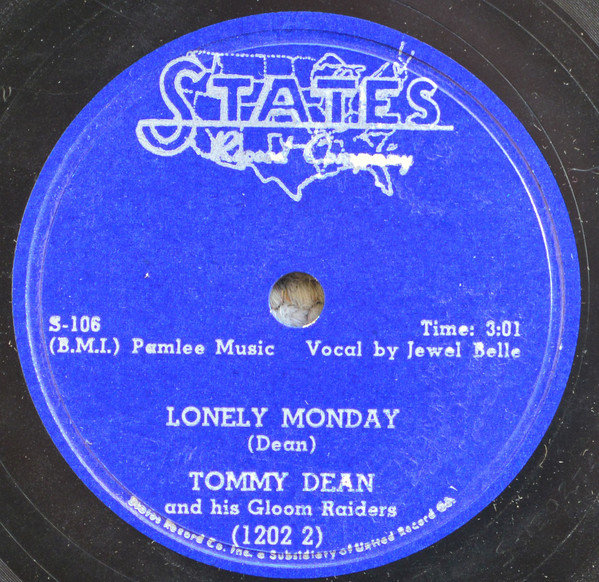 STATES
Record Company
S-106
Time: 3:01
(B.M.I.) Pamlee Music
Vocal by Jewel Belle
LONELY MONDAY
(Dean)
TOMMY DEAN
and his Gloom Raiders
(1202 2)
States Record Co. Inc. a Subsidiary of United Record